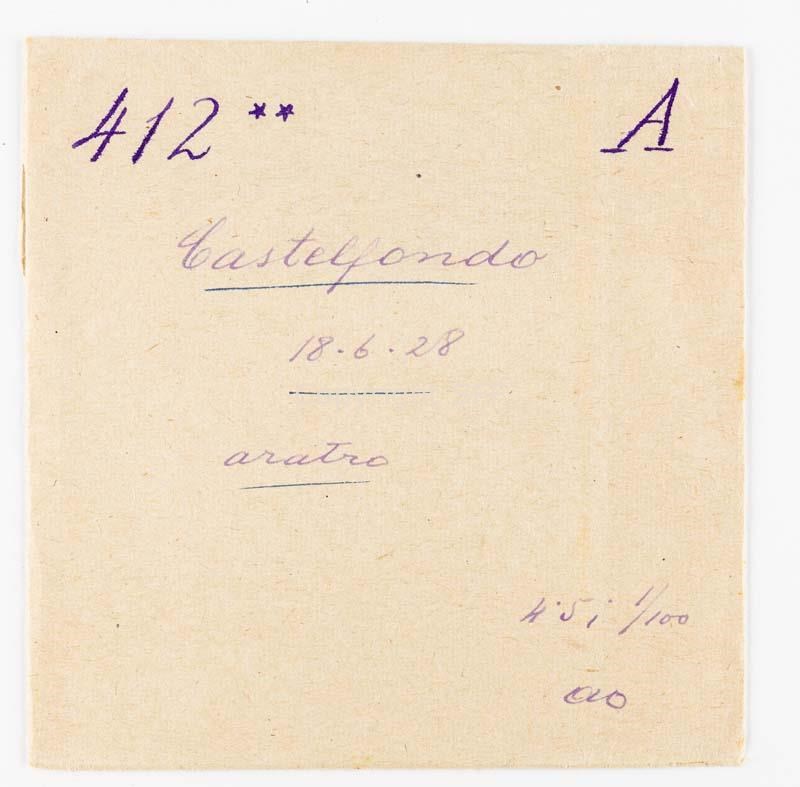 412 ** A
Castelfondo
18.6.28
aratro
4.5 i 1/100
ao